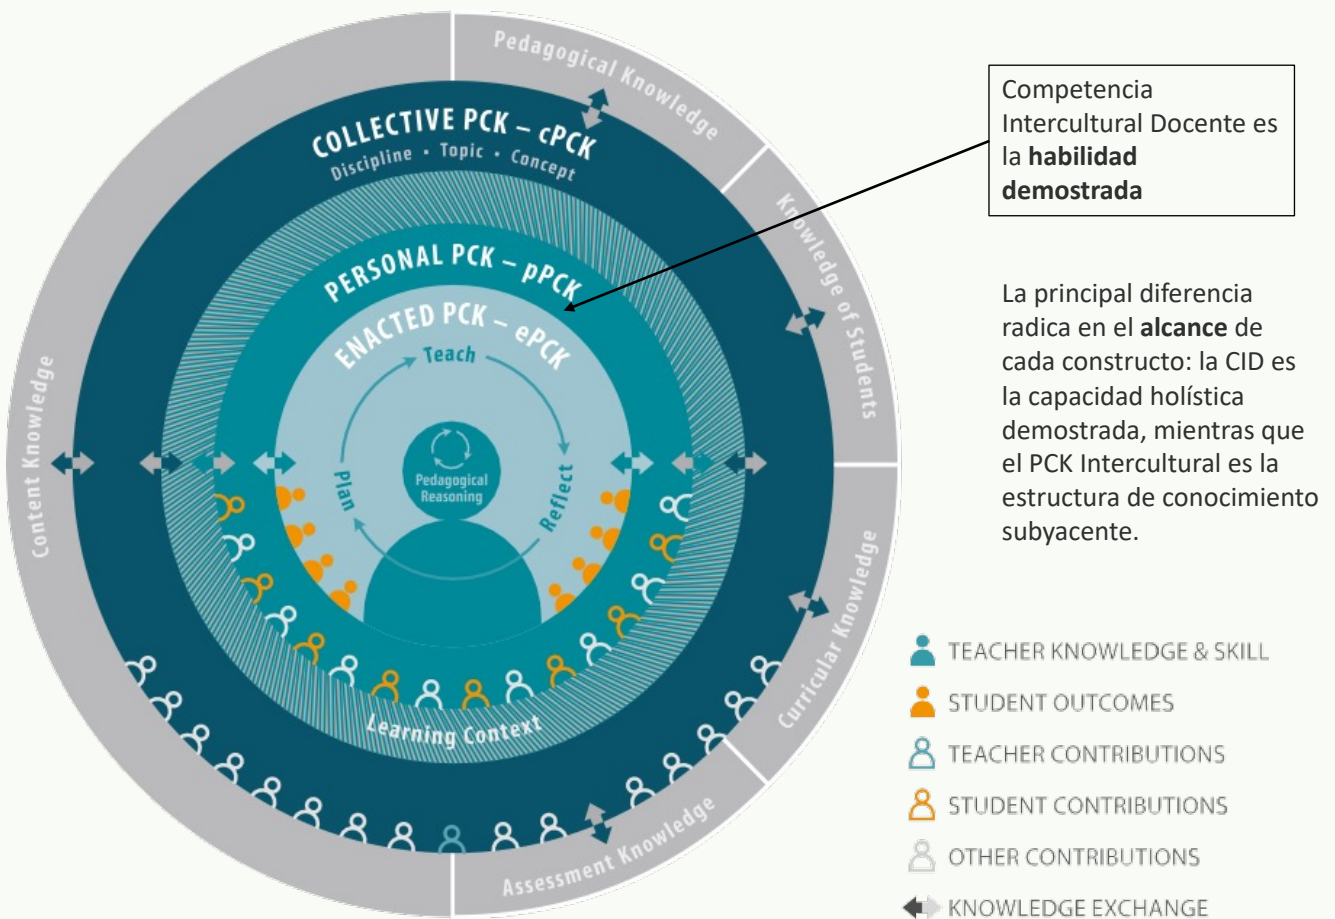 Pedagogical Knowledge
COLLECTIVE PCK – cPCK
Discipline • Topic • Concept
PERSONAL PCK – pPCK
ENACTED PCK – ePCK
Teach
Reflect
Plan
Pedagogical
Reasoning
Learning Context
Content Knowledge
Knowledge of Students
Curricular Knowledge
Assessment Knowledge
Competencia
Intercultural Docente es
la habilidad
demostrada
La principal diferencia
radica en el alcance de
cada constructo: la CID es
la capacidad holística
demostrada, mientras que
el PCK Intercultural es la
estructura de conocimiento
subyacente.
TEACHER KNOWLEDGE & SKILL
STUDENT OUTCOMES
TEACHER CONTRIBUTIONS
STUDENT CONTRIBUTIONS
OTHER CONTRIBUTIONS
KNOWLEDGE EXCHANGE